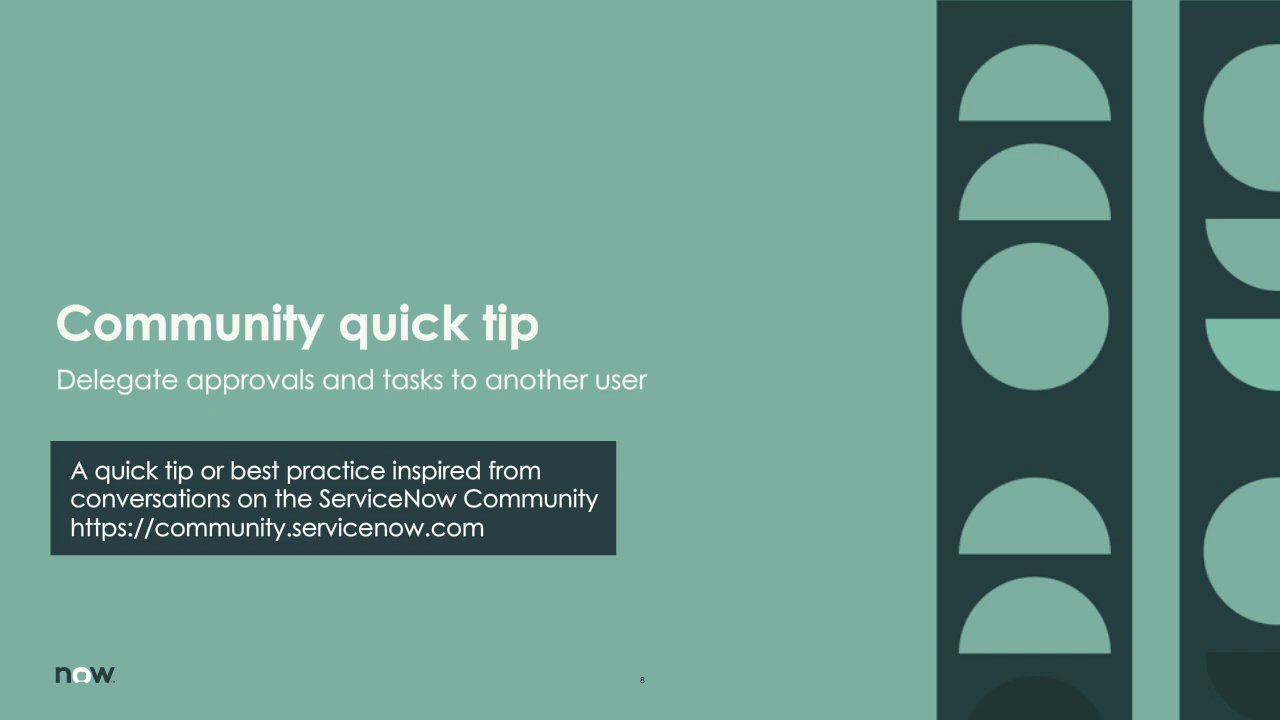 Community quick tip
Delegate approvals and tasks to another user
A quick tip or best practice inspired from
conversations on the ServiceNow Community
https://community.servicenow.com
now.
8